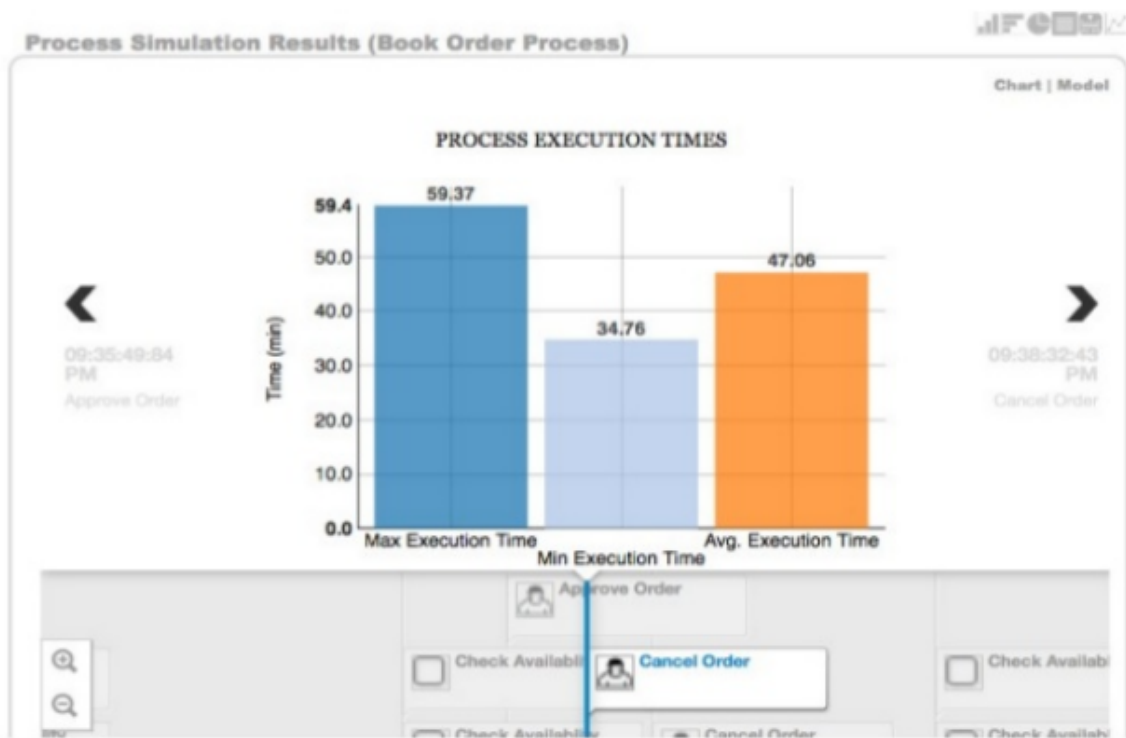 Process Simulation Results (Book Order Process)
Chart | Model
PROCESS EXECUTION TIMES
59.37
59.4
50.0
47.06
40.0
34.76
30.0
20.0
10.0
0.0
Time (min)
Max Execution Time
Min Execution Time
Avg. Execution Time
09:35:49:84
PM
Approve Order
09:38:32:43
PM
Cancel Order
Approve Order
Check Availabili
Cancel Order
Check Availabi
Check Availability
Cancel Order
Check Availabi